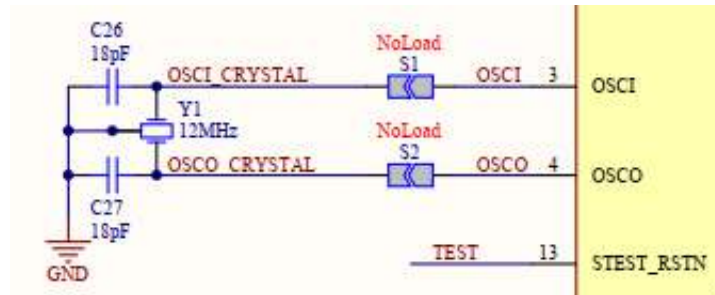 C26
18pF
NoLoad
S1
OSCI_CRYSTAL
OSCI
3
OSCI
Y1
12MHz
NoLoad
S2
OSCO_CRYSTAL
OSCO
4
OSCO
C27
18pF
GND
TEST
13
STEST_RSTN